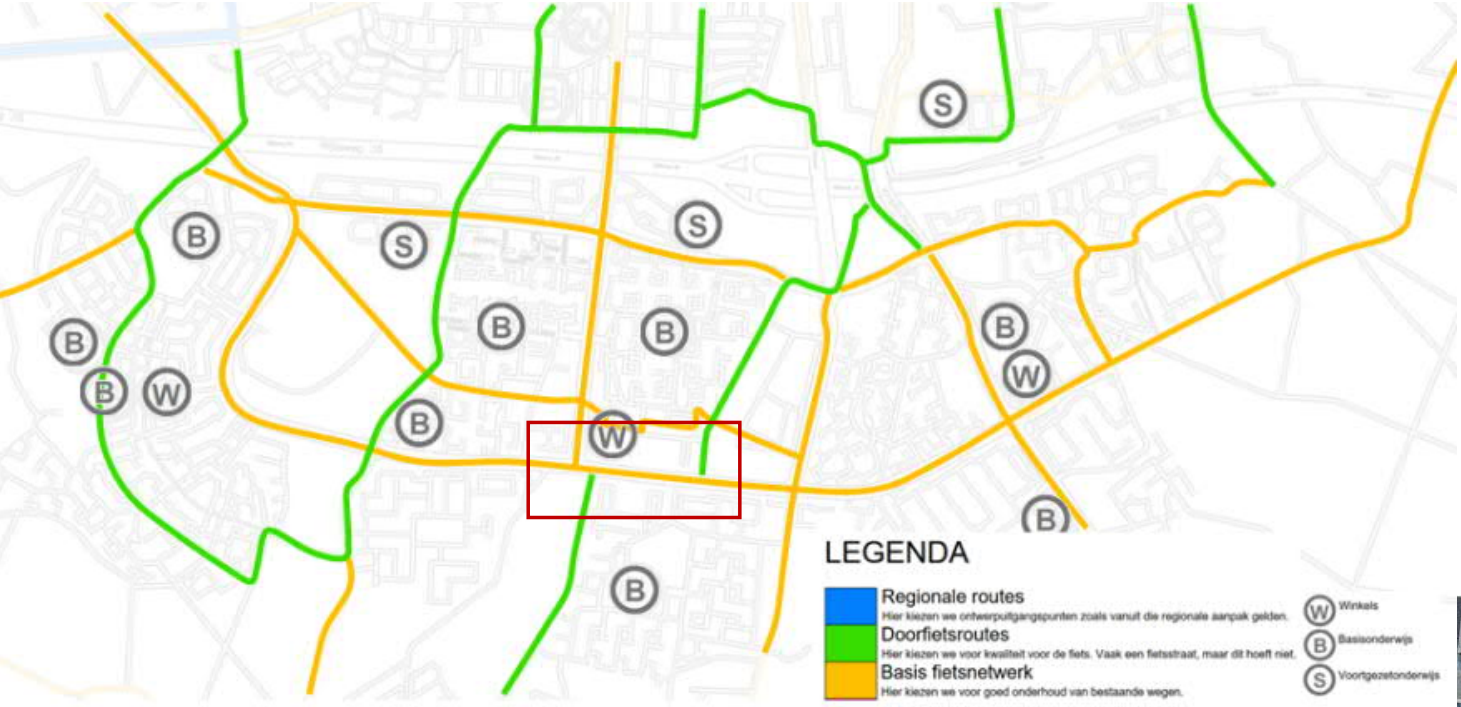 S
B
S
S
B
B
B
B
B
W
W
B
W
B
B
LEGENDA
Regionale routes
Hier kiezen we ontwerpuitgangspunten zoals vanuit die regionale aanpak gelden.
Doorfietsroutes
Hier kiezen we voor kwaliteit voor de fiets. Vaak een fietsstraat, maar dit hoeft niet.
Basis fietsnetwerk
Hier kiezen we voor goed onderhoud van bestaande wegen.
W Winkels
B Basisonderwijs
S Voortgezetonderwijs